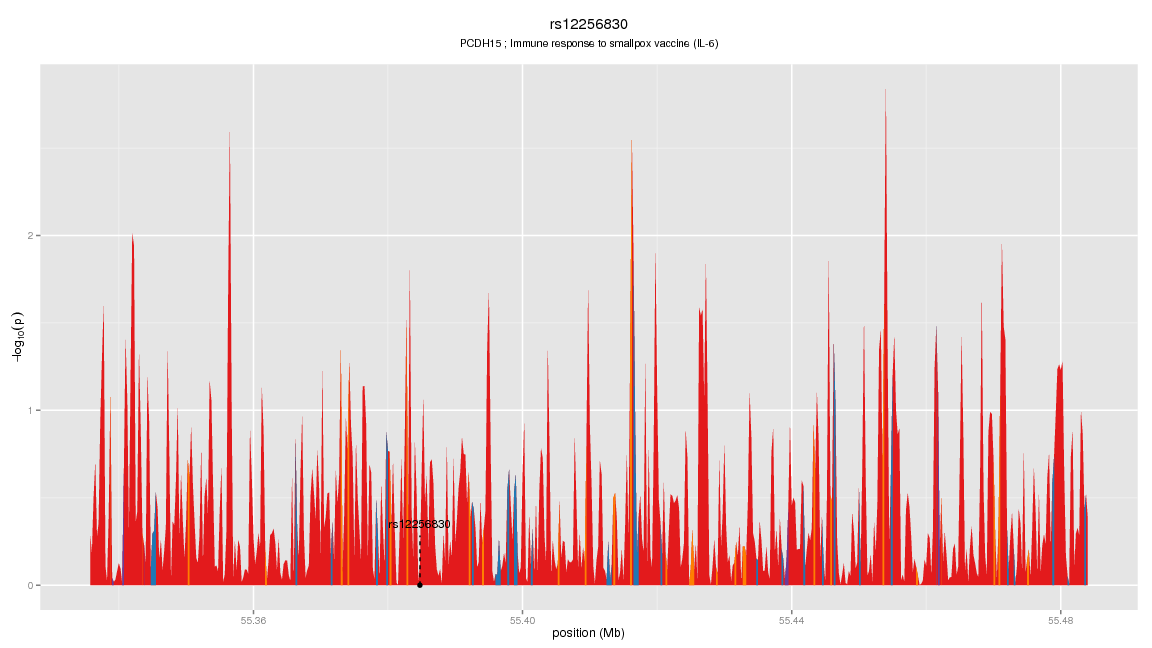 rs12256830
PCDH15 ; Immune response to smallpox vaccine (IL-6)
2
1
0
−log10(p)
rs12256830
55.36
55.40
55.44
55.48
position (Mb)